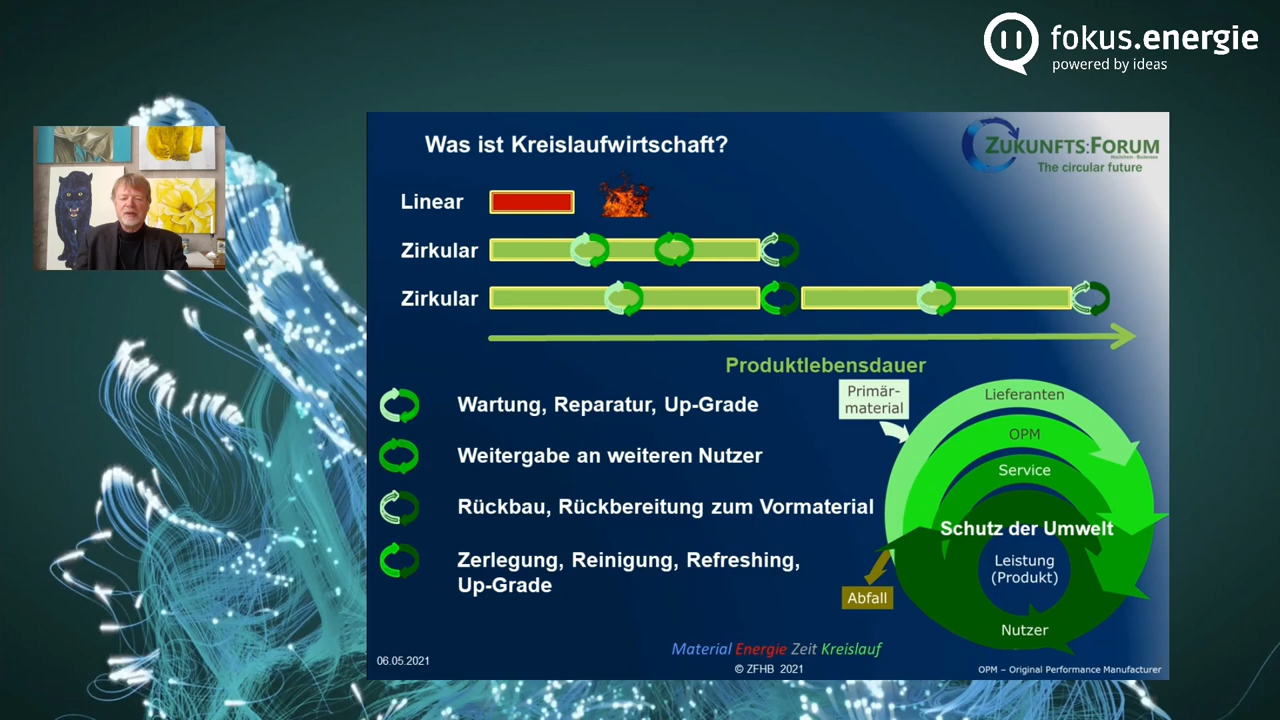 fokus.energie
powered by ideas
Was ist Kreislaufwirtschaft?
ZUKUNFTS:FORUM
The circular future
Linear
Zirkular
Zirkular
Produktlebensdauer
Wartung, Reparatur, Up-Grade
Weitergabe an weiteren Nutzer
Rückbau, Rückbereitung zum Vormaterial
Zerlegung, Reinigung, Refreshing,
Up-Grade
Primär-
material
Lieferanten
OPM
Service
Schutz der Umwelt
Leistung
(Produkt)
Abfall
Nutzer
Material Energie Zeit Kreislauf
06.05.2021
© ZFHB 2021
OPM – Original Performance Manufacturer